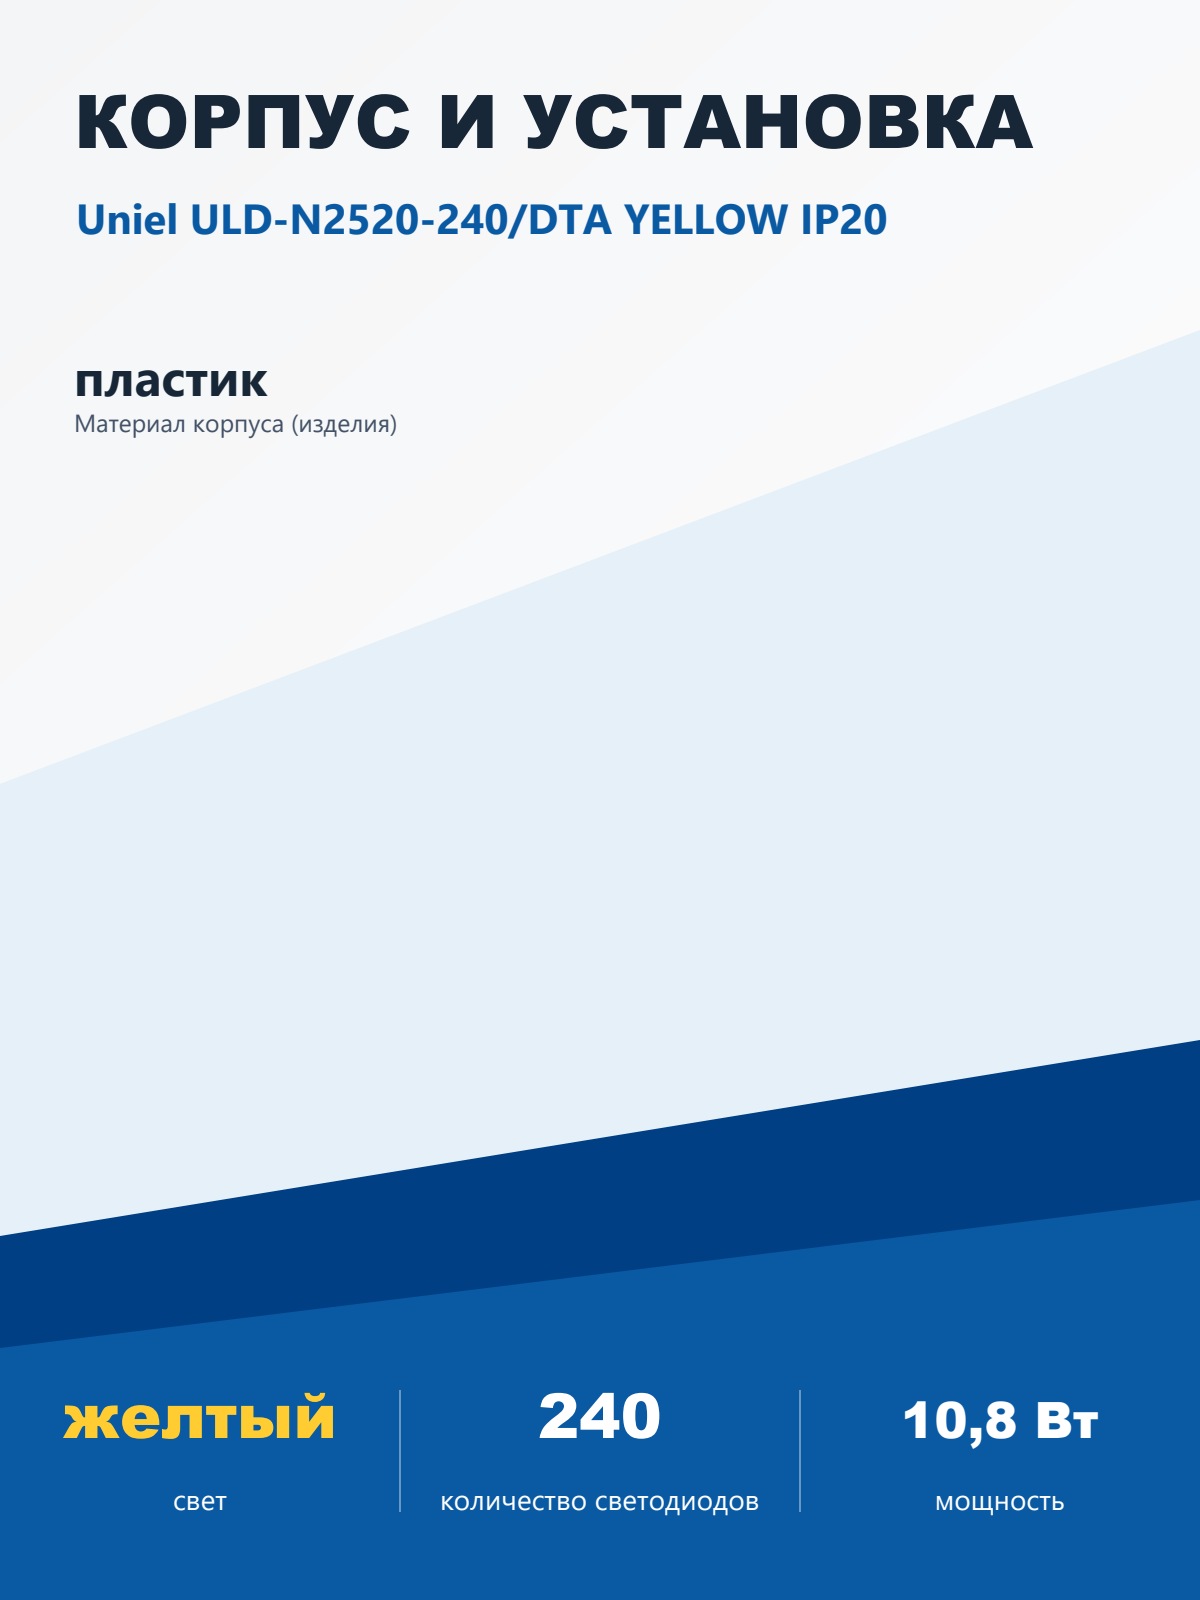 КОРПУС И УСТАНОВКА
Uniel ULD-N2520-240/DTA YELLOW IP20
пластик
Материал корпуса (изделия)
желтый
свет
240
количество светодиодов
10,8 Вт
мощность